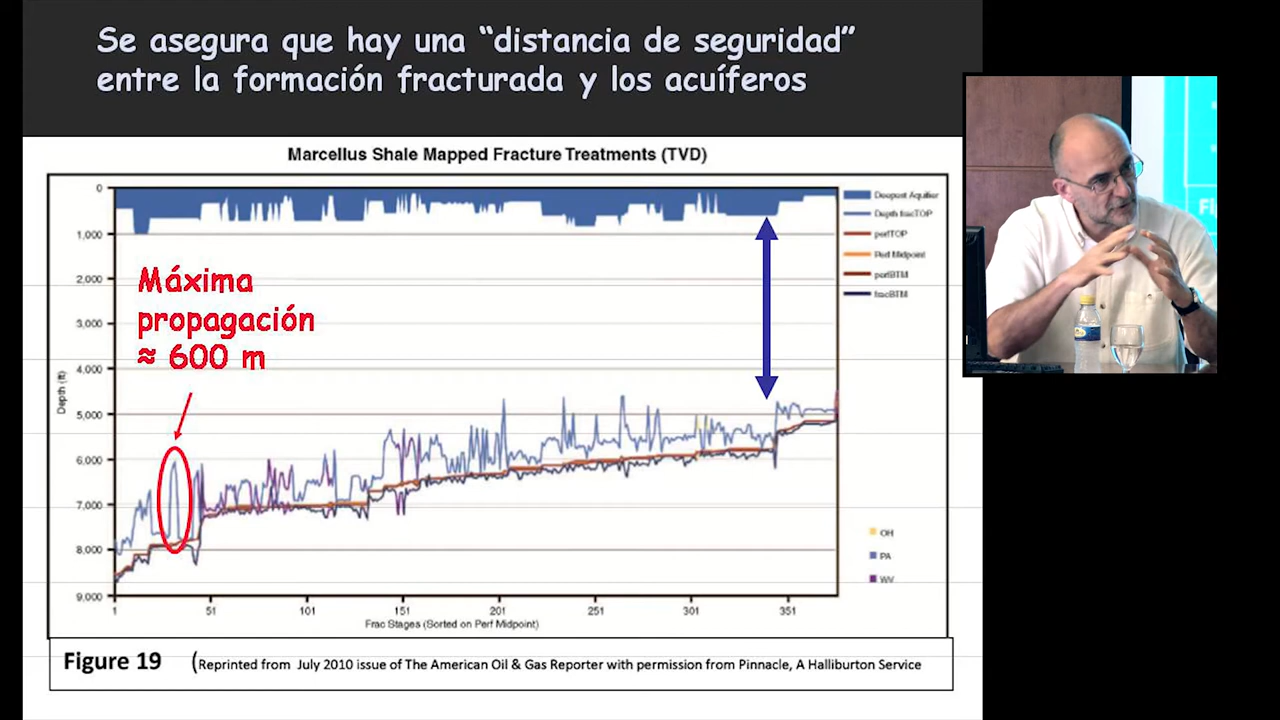 Se asegura que hay una “distancia de seguridad”
entre la formación fracturada y los acuíferos
Marcellus Shale Mapped Fracture Treatments (TVD)
0
1,000
2,000
3,000
4,000
5,000
6,000
7,000
8,000
9,000
Depth (ft)
Máxima
propagación
≈ 600 m
Deepest Aquifer
Depth fracTOP
perfTOP
Perf Midpoint
perfBTM
fracBTM
OH
PA
WV
1 51 101 151 201 251 301 351
Frac Stages (Sorted on Perf Midpoint)
Figure 19 (Reprinted from July 2010 issue of The American Oil & Gas Reporter with permission from Pinnacle, A Halliburton Service
Fi